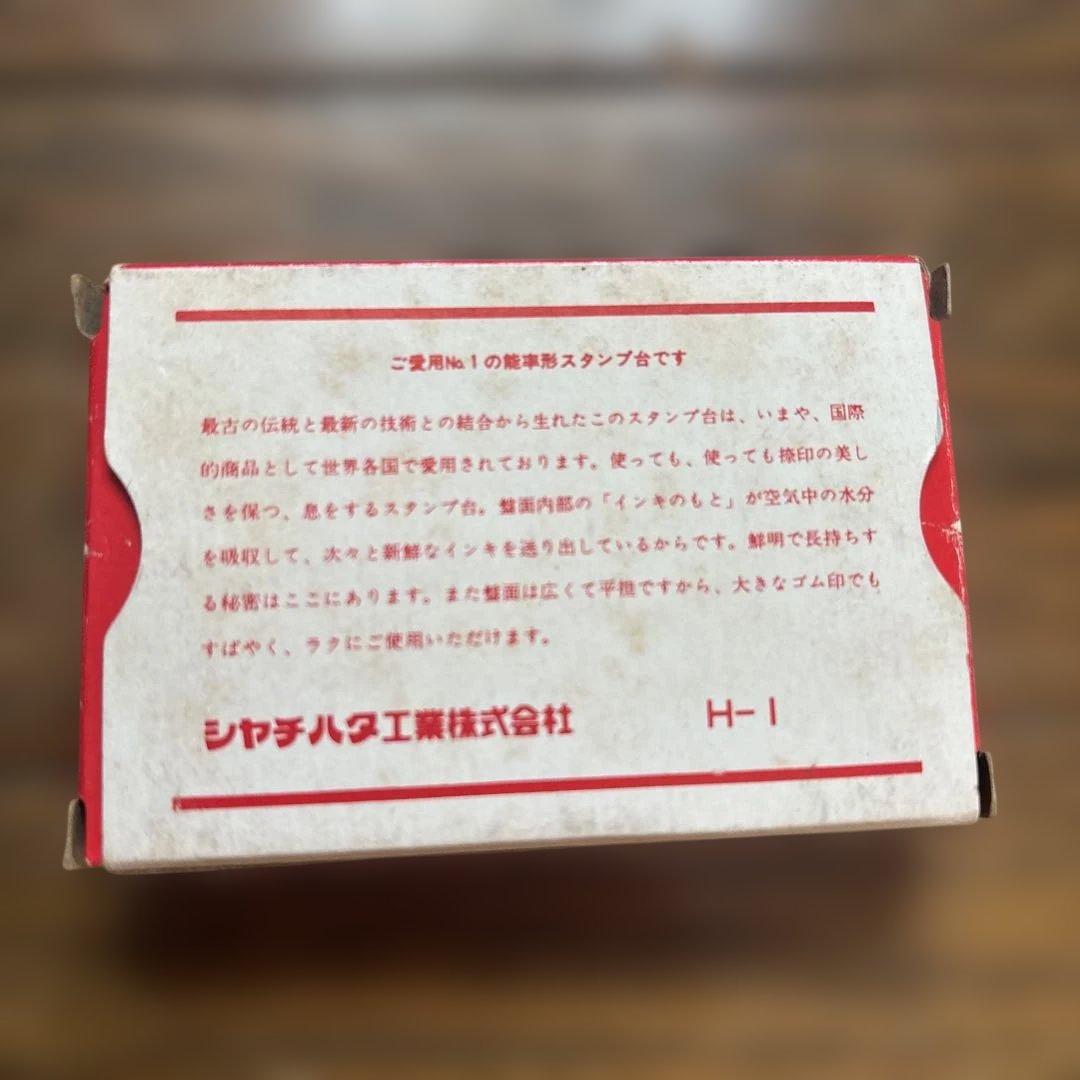 ご愛用No.1の能率形スタンプ台です
最古の伝統と最新の技術との結合から生れたこのスタンプ台は、いまや、国際
的商品として世界各国で愛用されております。使っても、使っても捺印の美し
さを保つ、息をするスタンプ台。盤面内部の「インキのもと」が空気中の水分
を吸収して、次々と新鮮なインキを送り出しているからです。鮮明で長持ちす
る秘密はここにあります。また盤面は広くて平担ですから、大きなゴム印でも
すばやく、ラクにご使用いただけます。
シヤチハタ工業株式会社 H-1